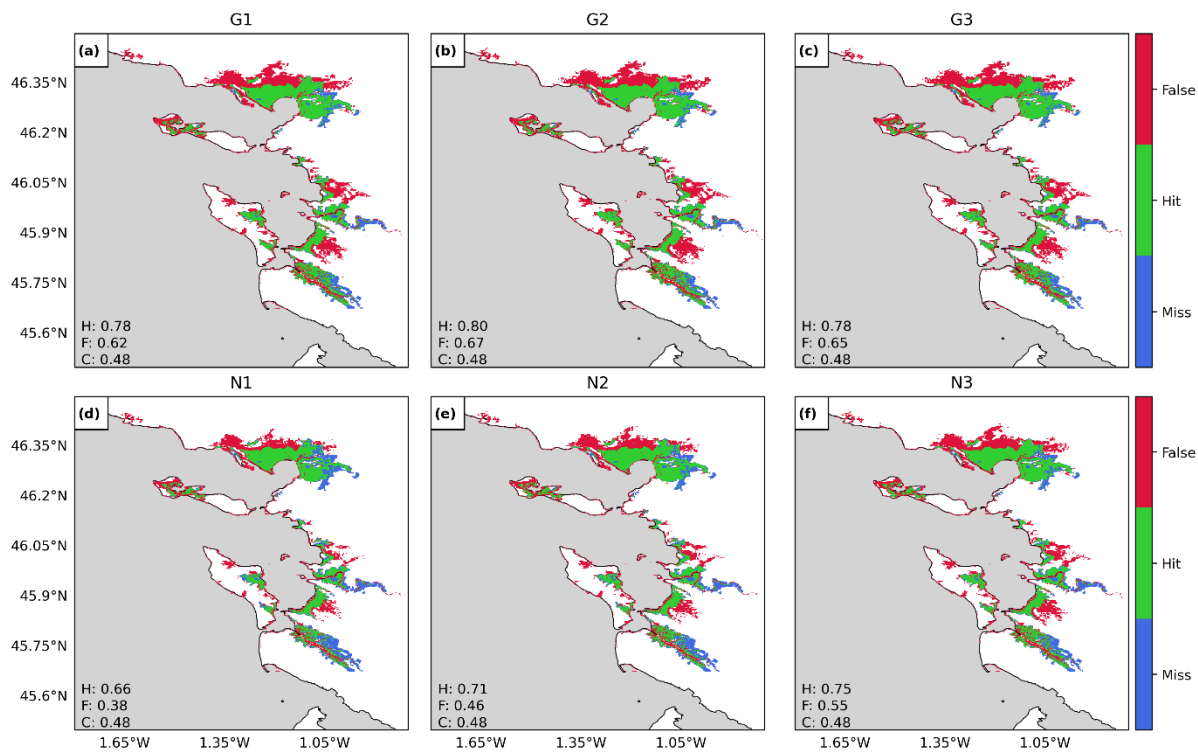 G1
G2
G3
(a)
(b)
(c)
46.35°N
46.2°N
46.05°N
45.9°N
45.75°N
45.6°N
H: 0.78
F: 0.62
C: 0.48
H: 0.80
F: 0.67
C: 0.48
H: 0.78
F: 0.65
C: 0.48
False
Hit
Miss
N1
N2
N3
(d)
(e)
(f)
46.35°N
46.2°N
46.05°N
45.9°N
45.75°N
45.6°N
H: 0.66
F: 0.38
C: 0.48
H: 0.71
F: 0.46
C: 0.48
H: 0.75
F: 0.55
C: 0.48
False
Hit
Miss
1.65°W 1.35°W 1.05°W
1.65°W 1.35°W 1.05°W
1.65°W 1.35°W 1.05°W